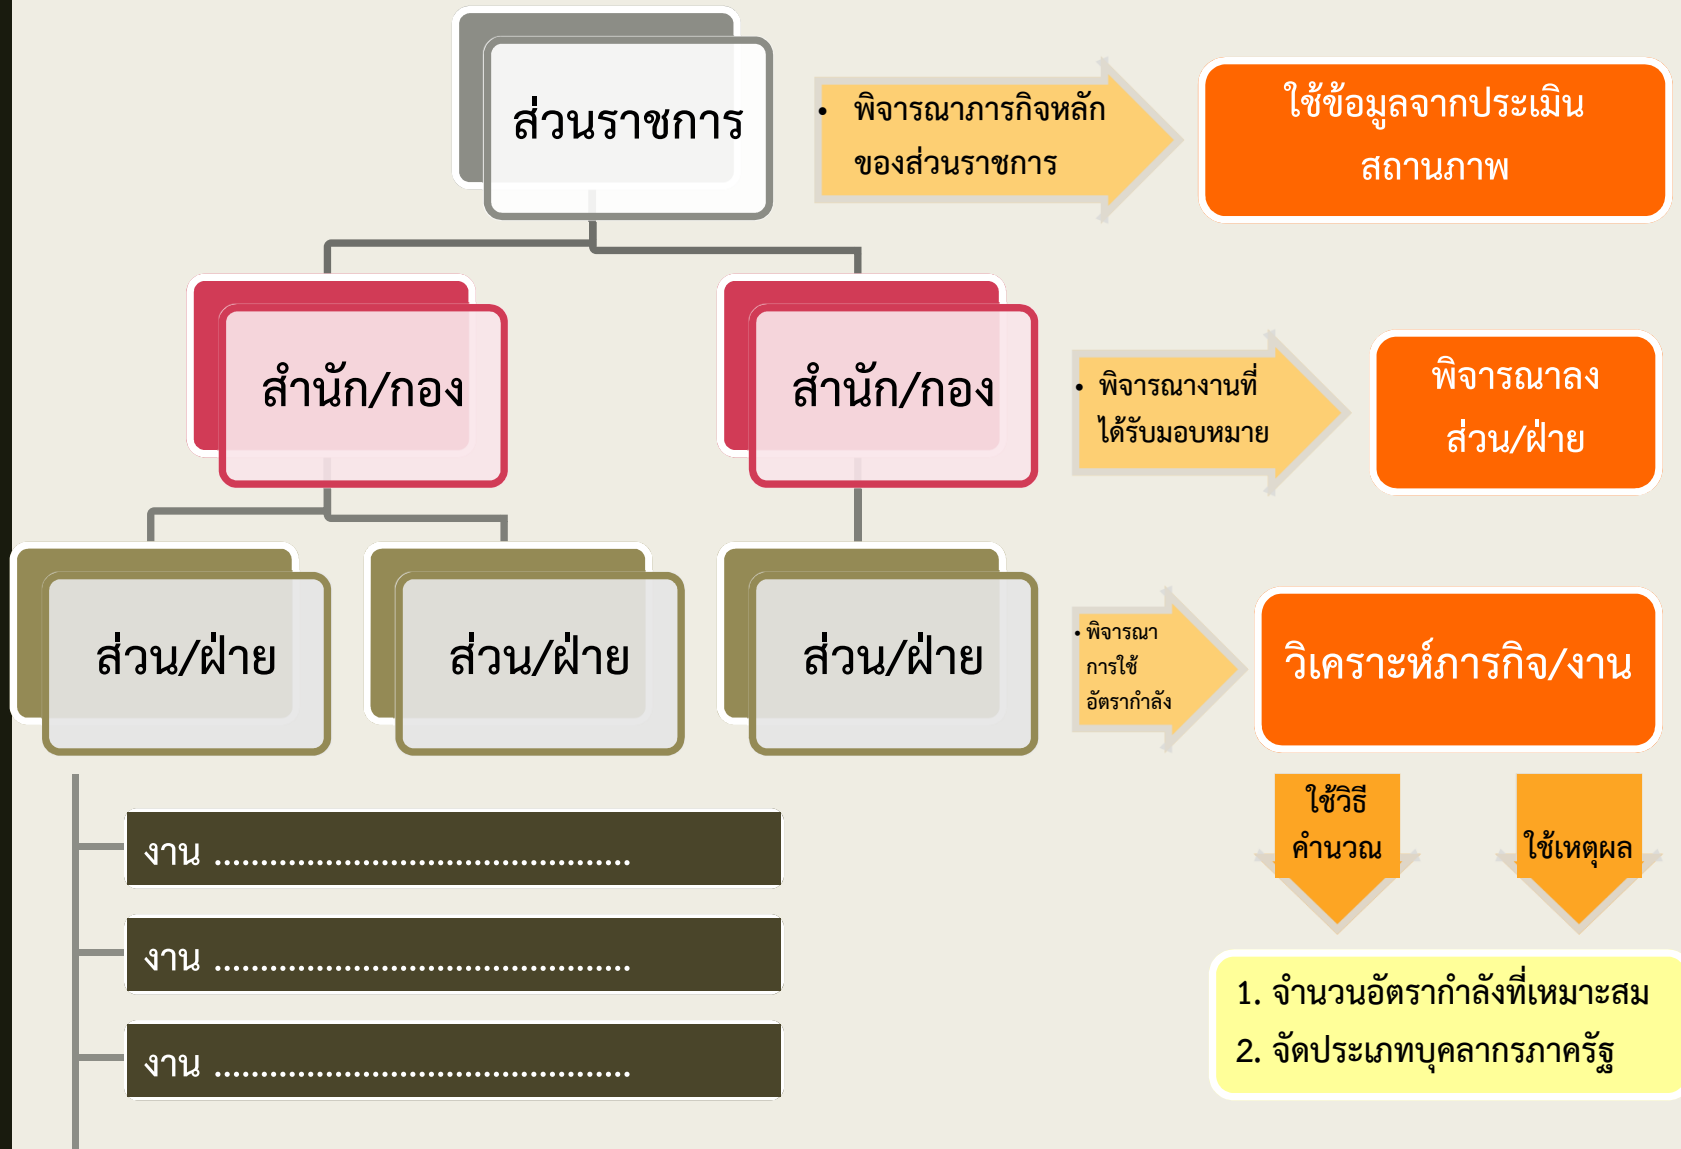 ส่วนราชการ
• พิจารณาภารกิจหลัก
ของส่วนราชการ
ใช้ข้อมูลจากประเมิน
สถานภาพ
สำนัก/กอง
สำนัก/กอง
• พิจารณางานที่
ได้รับมอบหมาย
พิจารณาลง
ส่วน/ฝ่าย
ส่วน/ฝ่าย
ส่วน/ฝ่าย
ส่วน/ฝ่าย
• พิจารณา
การใช้
อัตรากำลัง
วิเคราะห์ภารกิจ/งาน
ใช้วิธี
คำนวณ
ใช้เหตุผล
งาน .............................................
งาน .............................................
งาน .............................................
1. จำนวนอัตรากำลังที่เหมาะสม
2. จัดประเภทบุคลากรภาครัฐ